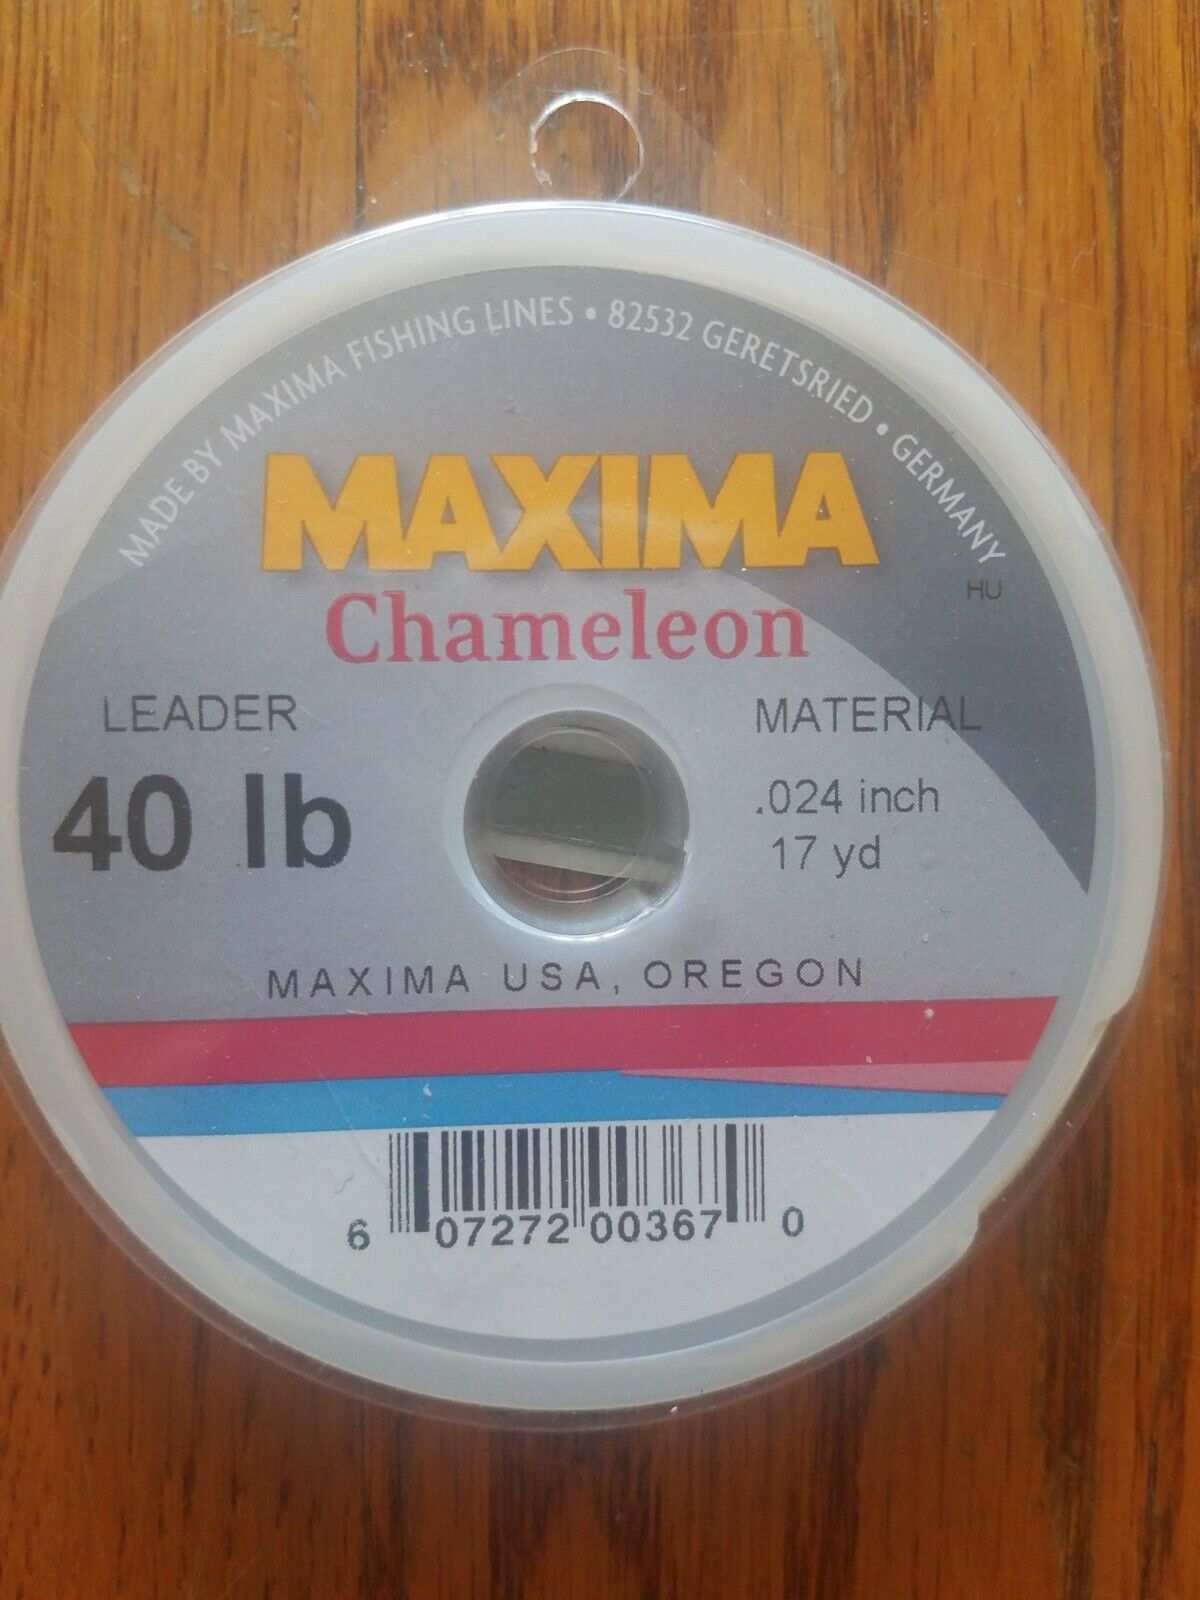 MADE BY MAXIMA FISHING LINES • 82532 GERETSRIED • GERMANY
HU
MAXIMA
Chameleon
LEADER
MATERIAL
40 lb
.024 inch
17 yd
MAXIMA USA, OREGON
6 07272 00367 0